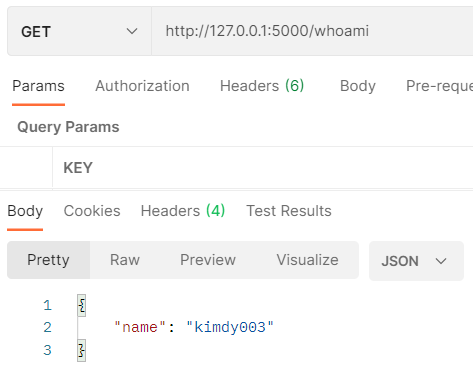 GET http://127.0.0.1:5000/whoami
Params Authorization Headers (6) Body Pre-reque
Query Params
KEY
Body Cookies Headers (4) Test Results
Pretty Raw Preview Visualize JSON
1 {
2 "name": "kimdy003"
3 }